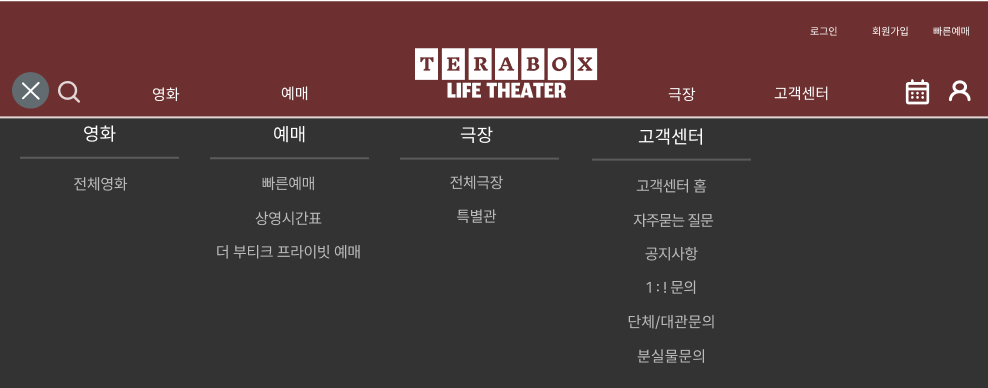 로그인 회원가입 빠른예매
TERABOX
LIFE THEATER
영화 예매 극장 고객센터
영화 예매 극장 고객센터
전체영화 빠른예매 전체극장 고객센터 홈
상영시간표 특별관 자주묻는 질문
더 부티크 프라이빗 예매 공지사항
1 : ! 문의
단체/대관문의
분실물문의